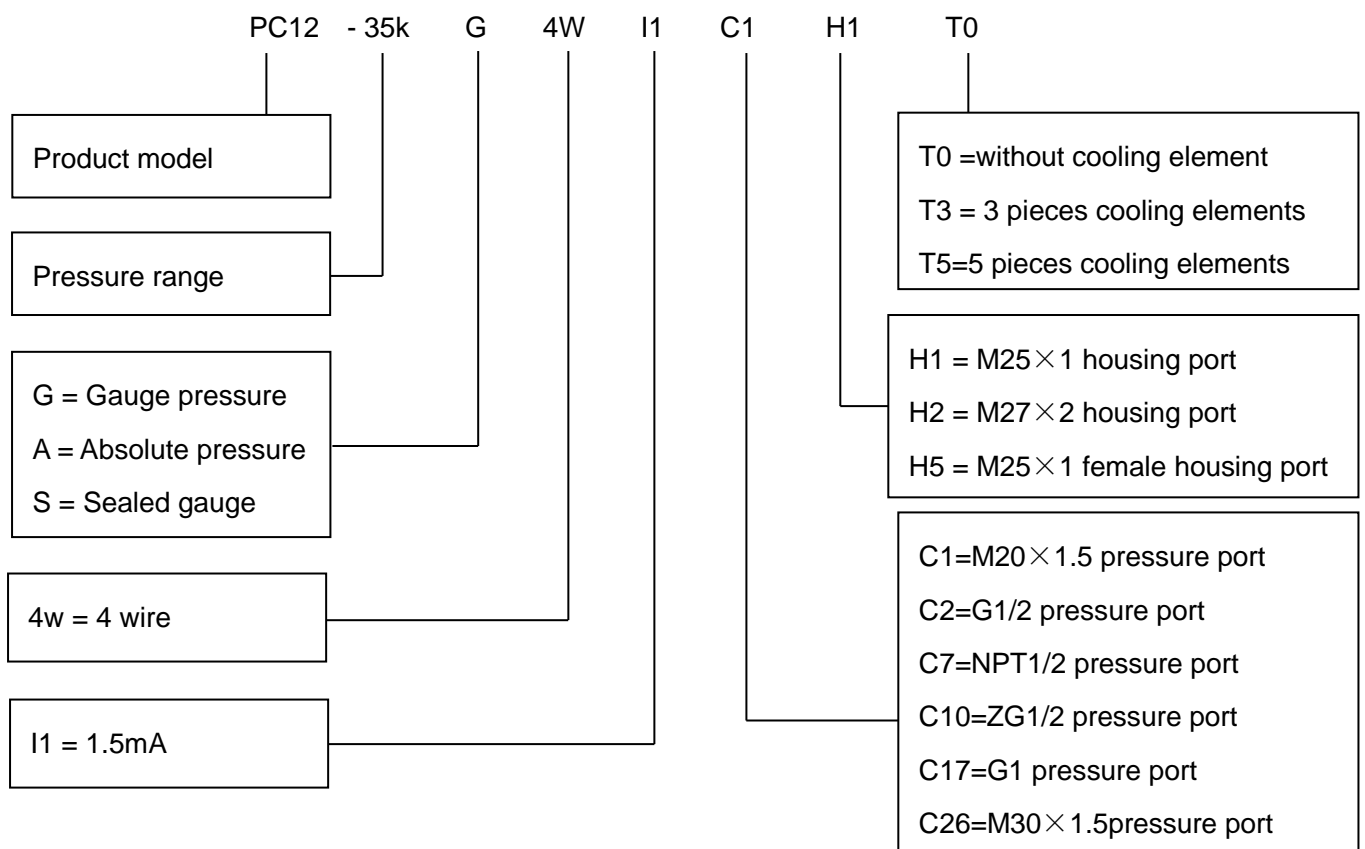 PC12 - 35k G 4W I1 C1 H1 T0
Product model
Pressure range
G = Gauge pressure
A = Absolute pressure
S = Sealed gauge
4w = 4 wire
I1 = 1.5mA
T0 =without cooling element
T3 = 3 pieces cooling elements
T5=5 pieces cooling elements
H1 = M25×1 housing port
H2 = M27×2 housing port
H5 = M25×1 female housing port
C1=M20×1.5 pressure port
C2=G1/2 pressure port
C7=NPT1/2 pressure port
C10=ZG1/2 pressure port
C17=G1 pressure port
C26=M30×1.5pressure port